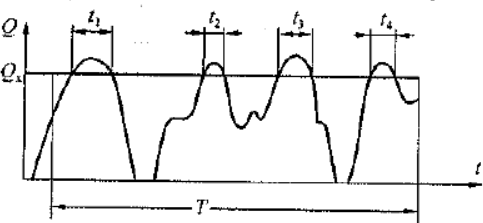 Q t₁ t₂ t₃ t₄
Qₓ
t
T